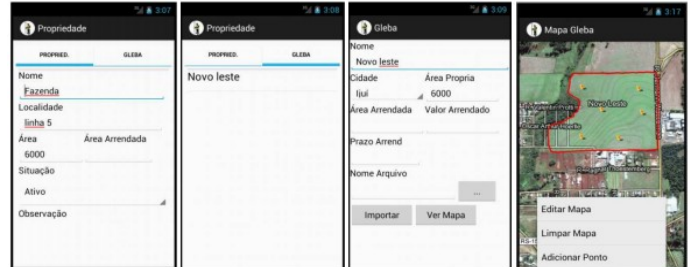 3:07
Propriedade
PROPRIED. GLEBA
Nome
Fazenda
Localidade
linha 5
Área Área Arrendada
6000
Situação
Ativo
Observação
3:08
Propriedade
PROPRIED. GLEBA
Novo leste
3:09
Gleba
Nome
Novo leste
Cidade Área Propria
Ijuí 6000
Área Arrendada Valor Arrendado
Prazo Arrend
Nome Arquivo
...
Importar Ver Mapa
3:17
Mapa Gleba
Novo Leste
Editar Mapa
Limpar Mapa
Adicionar Ponto